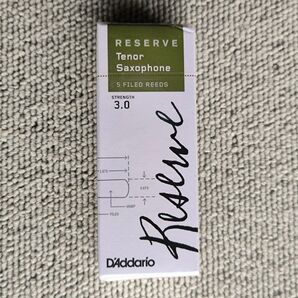 RESERVE
Tenor
Saxophone
5 FILED REEDS
STRENGTH
3.0
Reserve
D'Addario